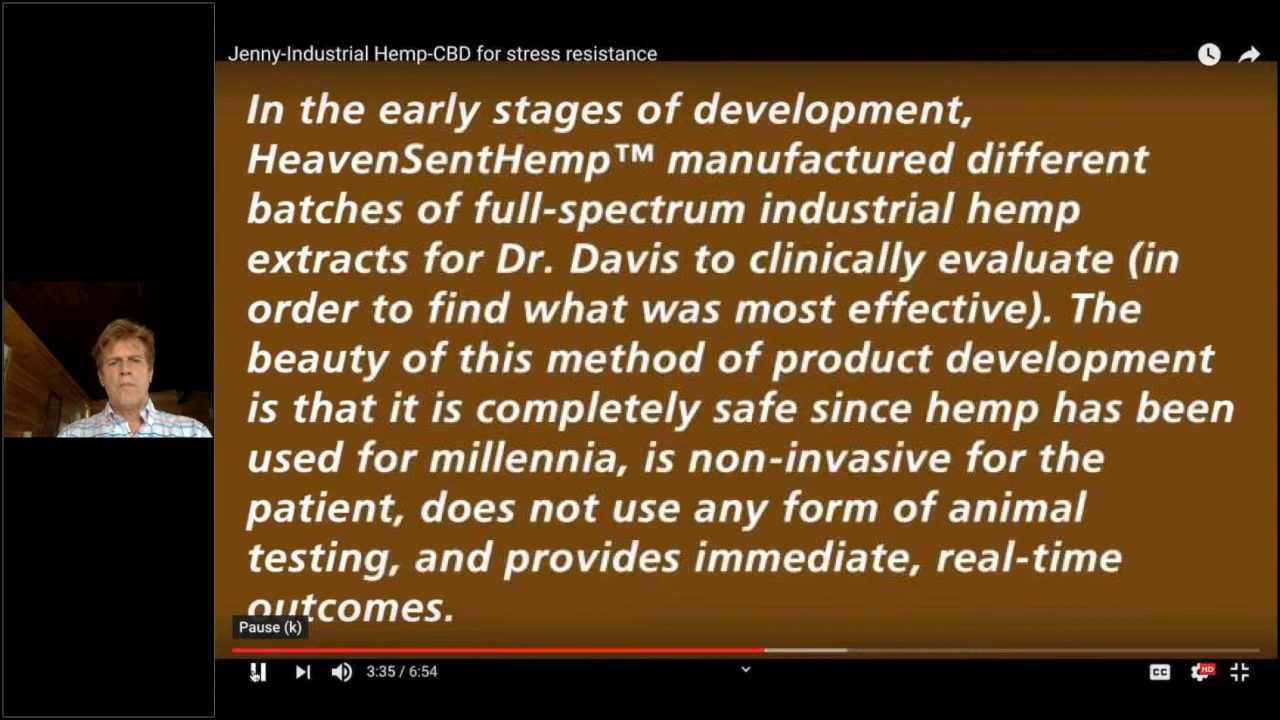 Jenny-Industrial Hemp-CBD for stress resistance
In the early stages of development,
HeavenSentHemp™ manufactured different
batches of full-spectrum industrial hemp
extracts for Dr. Davis to clinically evaluate (in
order to find what was most effective). The
beauty of this method of product development
is that it is completely safe since hemp has been
used for millennia, is non-invasive for the
patient, does not use any form of animal
testing, and provides immediate, real-time
outcomes.
Pause (k)
3:35 / 6:54
CC
HD